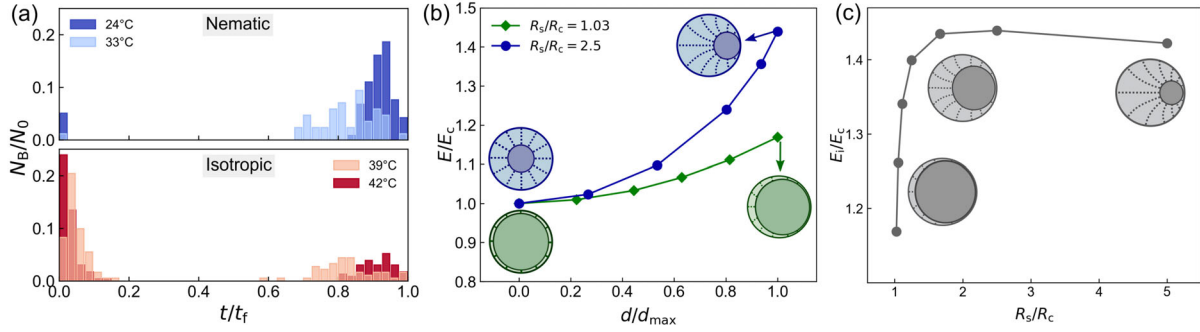 (a)
24°C
33°C
Nematic
0.2
0.1
0.0
N_B/N_0
Isotropic
39°C
42°C
0.2
0.1
0.0
0.0 0.2 0.4 0.6 0.8 1.0
t/t_f
(b)
R_s/R_c = 1.03
R_s/R_c = 2.5
1.5
1.4
1.3
1.2
1.1
1.0
0.9
0.8
E/E_c
0.0 0.2 0.4 0.6 0.8 1.0
d/d_max
(c)
1.4
1.3
1.2
E_i/E_c
1 2 3 4 5
R_s/R_c